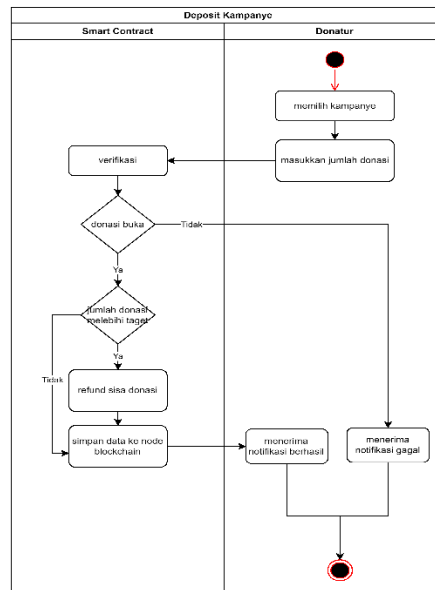 Deposit Kampanye
Smart Contract
Donatur
memilih kampanye
masukkan jumlah donasi
verifikasi
donasi buka
Tidak
Ya
jumlah donasi
melebihi taget
Ya
Tidak
refund sisa donasi
simpan data ke node
blockchain
menerima
notifikasi berhasil
menerima
notifikasi gagal